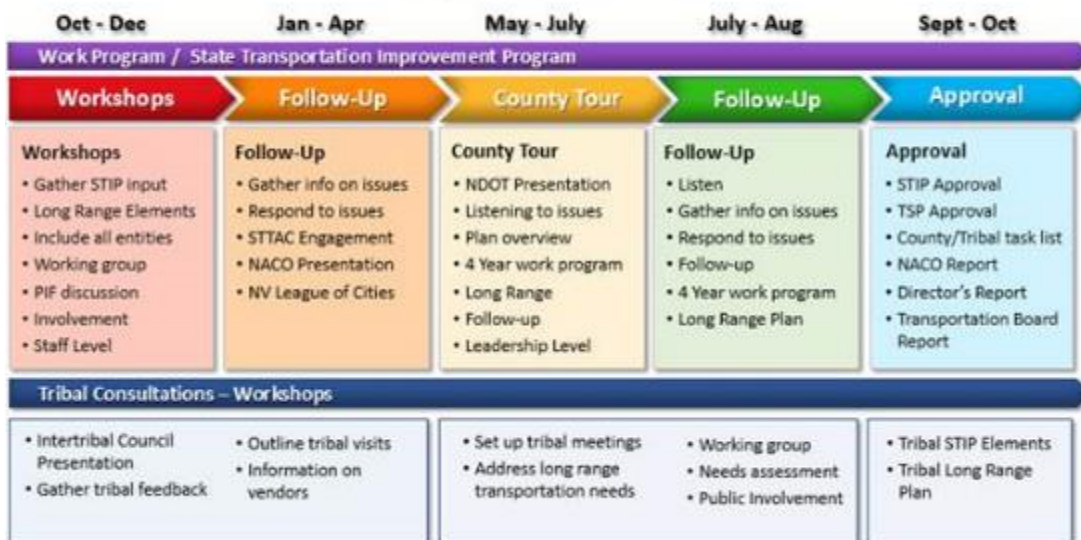 Oct - Dec
Jan - Apr
May - July
July - Aug
Sept - Oct
Work Program / State Transportation Improvement Program
Workshops
Follow-Up
County Tour
Follow-Up
Approval
Workshops
• Gather STIP input
• Long Range Elements
• Include all entities
• Working group
• PIF discussion
• Involvement
• Staff Level
Follow-Up
• Gather info on issues
• Respond to issues
• STTAC Engagement
• NACO Presentation
• NV League of Cities
County Tour
• NDOT Presentation
• Listening to issues
• Plan overview
• 4 Year work program
• Long Range
• Follow-up
• Leadership Level
Follow-Up
• Listen
• Gather info on issues
• Respond to issues
• Follow-up
• 4 Year work program
• Long Range Plan
Approval
• STIP Approval
• TSP Approval
• County/Tribal task list
• NACO Report
• Director's Report
• Transportation Board
Report
Tribal Consultations – Workshops
• Intertribal Council
Presentation
• Gather tribal feedback
• Outline tribal visits
• Information on
vendors
• Set up tribal meetings
• Address long range
transportation needs
• Working group
• Needs assessment
• Public Involvement
• Tribal STIP Elements
• Tribal Long Range
Plan